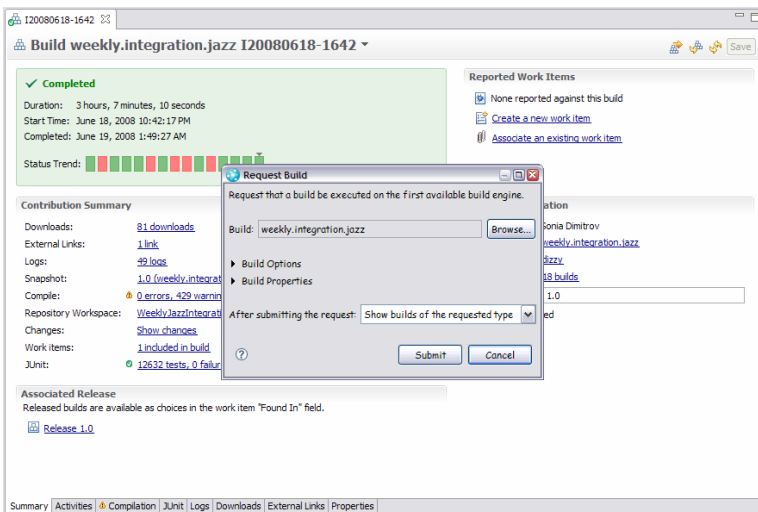 I20080618-1642
Build weekly.integration.jazz I20080618-1642
Save
Completed
Duration: 3 hours, 7 minutes, 10 seconds
Start Time: June 18, 2008 10:42:17 PM
Completed: June 19, 2008 1:49:27 AM
Status Trend:
Reported Work Items
None reported against this build
Create a new work item
Associate an existing work item
Request Build
Request that a build be executed on the first available build engine.
Build: weekly.integration.jazz Browse...
Build Options
Build Properties
After submitting the request: Show builds of the requested type
Submit Cancel
Contribution Summary
Downloads: 81 downloads
External Links: 1 link
Logs: 49 logs
Snapshot: 1.0 (weekly.integrat
Compile: 0 errors, 429 warnin
Repository Workspace: WeeklyJazzIntegrati
Changes: Show changes
Work items: 1 included in build
JUnit: 12632 tests, 0 failur
ation
Sonia Dimitrov
weekly.integration.jazz
dizzy
18 builds
1.0
ed
Associated Release
Released builds are available as choices in the work item "Found In" field.
Release 1.0
Summary Activities Compilation JUnit Logs Downloads External Links Properties